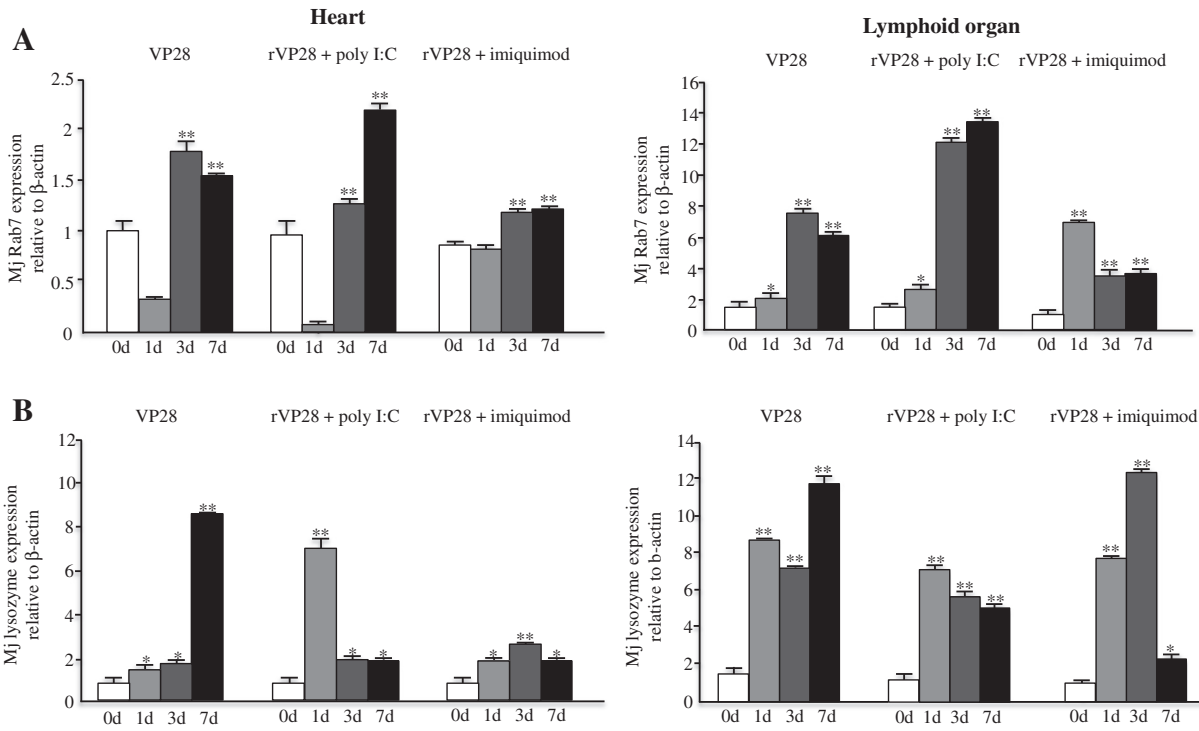 Heart
Lymphoid organ
A
VP28
rVP28 + poly I:C
rVP28 + imiquimod
Mj Rab7 expression
relative to β-actin
2.5
2
1.5
1
0.5
0
** ** ** ** ** **
0d 1d 3d 7d 0d 1d 3d 7d 0d 1d 3d 7d
VP28
rVP28 + poly I:C
rVP28 + imiquimod
Mj Rab7 expression
relative to β-actin
16
14
12
10
8
6
4
2
0
* ** ** * ** ** ** ** **
0d 1d 3d 7d 0d 1d 3d 7d 0d 1d 3d 7d
B
VP28
rVP28 + poly I:C
rVP28 + imiquimod
Mj lysozyme expression
relative to β-actin
12
10
8
6
4
2
0
* * ** ** * * * ** *
0d 1d 3d 7d 0d 1d 3d 7d 0d 1d 3d 7d
VP28
rVP28 + poly I:C
rVP28 + imiquimod
Mj lysozyme expression
relative to b-actin
14
12
10
8
6
4
2
0
** ** ** ** ** ** ** ** *
0d 1d 3d 7d 0d 1d 3d 7d 0d 1d 3d 7d